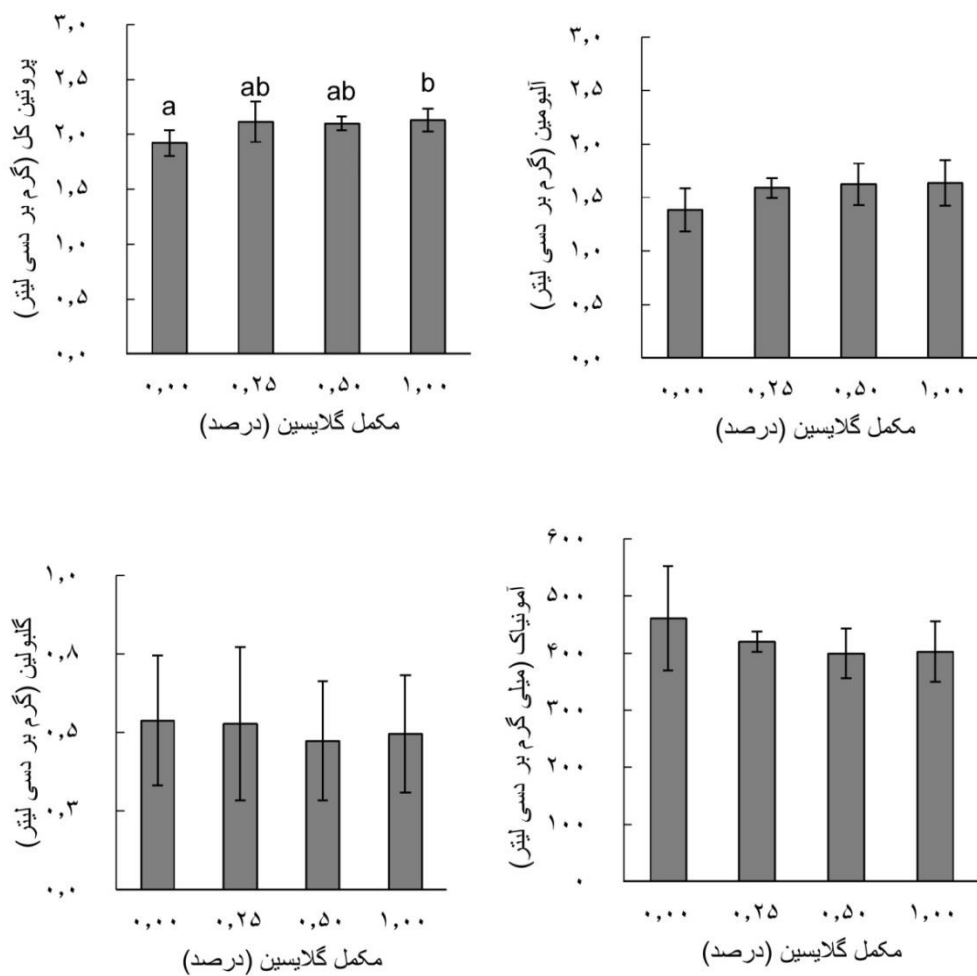 پروتین کل (گرم بر دسی لیتر)
۳,۰
۲,۵
۲,۰
۱,۵
۱,۰
۰,۵
۰,۰
a
ab
ab
b
۰,۰۰ ۰,۲۵ ۰,۵۰ ۱,۰۰
مکمل گلایسین (درصد)
آلبومین (گرم بر دسی لیتر)
۳,۰
۲,۵
۲,۰
۱,۵
۱,۰
۰,۵
۰,۰
۰,۰۰ ۰,۲۵ ۰,۵۰ ۱,۰۰
مکمل گلایسین (درصد)
گلبولین (گرم بر دسی لیتر)
۱,۰
۰,۸
۰,۵
۰,۳
۰,۰
۰,۰۰ ۰,۲۵ ۰,۵۰ ۱,۰۰
مکمل گلایسین (درصد)
آمونیاک (میلی گرم بر دسی لیتر)
۶۰۰
۵۰۰
۴۰۰
۳۰۰
۲۰۰
۱۰۰
۰
۰,۰۰ ۰,۲۵ ۰,۵۰ ۱,۰۰
مکمل گلایسین (درصد)